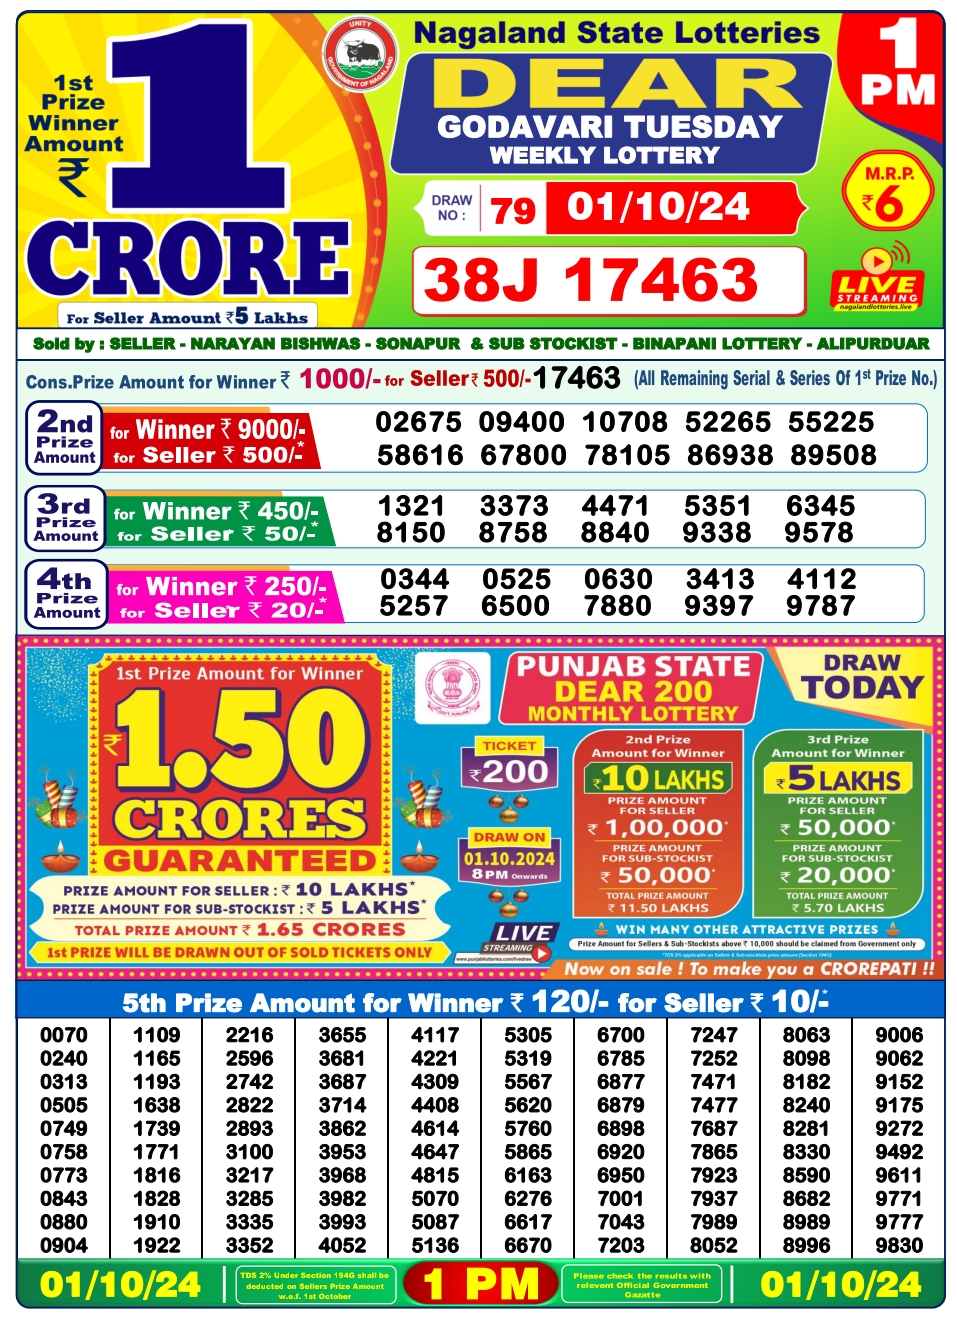 1st
Prize
Winner
Amount
₹
1
CRORE
For Seller Amount ₹5 Lakhs
UNITY
GOVERNMENT OF NAGALAND
Nagaland State Lotteries
DEAR
GODAVARI TUESDAY
WEEKLY LOTTERY
1
PM
M.R.P.
₹6
DRAW NO : 79 01/10/24
38J 17463
LIVE
STREAMING
nagalandlotteries.live
Sold by : SELLER - NARAYAN BISHWAS - SONAPUR & SUB STOCKIST - BINAPANI LOTTERY - ALIPURDUAR
Cons.Prize Amount for Winner ₹ 1000/- for Seller ₹ 500/- 17463 (All Remaining Serial & Series Of 1st Prize No.)
2nd
Prize
Amount
for Winner ₹ 9000/-
for Seller ₹ 500/-*
02675 09400 10708 52265 55225
58616 67800 78105 86938 89508
3rd
Prize
Amount
for Winner ₹ 450/-
for Seller ₹ 50/-*
1321 3373 4471 5351 6345
8150 8758 8840 9338 9578
4th
Prize
Amount
for Winner ₹ 250/-
for Seller ₹ 20/-*
0344 0525 0630 3413 4112
5257 6500 7880 9397 9787
1st Prize Amount for Winner
₹1.50
CRORES
GUARANTEED
PRIZE AMOUNT FOR SELLER : ₹ 10 LAKHS*
PRIZE AMOUNT FOR SUB-STOCKIST : ₹ 5 LAKHS*
TOTAL PRIZE AMOUNT ₹ 1.65 CRORES
1st PRIZE WILL BE DRAWN OUT OF SOLD TICKETS ONLY
PUNJAB STATE
DEAR 200
MONTHLY LOTTERY
DRAW
TODAY
TICKET
₹200
DRAW ON
01.10.2024
8PM Onwards
LIVE
STREAMING
www.punjablotteries.com/livedraw
2nd Prize
Amount for Winner
₹10 LAKHS
PRIZE AMOUNT
FOR SELLER
₹ 1,00,000*
PRIZE AMOUNT
FOR SUB-STOCKIST
₹ 50,000*
TOTAL PRIZE AMOUNT
₹ 11.50 LAKHS
3rd Prize
Amount for Winner
₹5 LAKHS
PRIZE AMOUNT
FOR SELLER
₹ 50,000*
PRIZE AMOUNT
FOR SUB-STOCKIST
₹ 20,000*
TOTAL PRIZE AMOUNT
₹ 5.70 LAKHS
WIN MANY OTHER ATTRACTIVE PRIZES
Prize Amount for Sellers & Sub-Stockists above ₹ 10,000 should be claimed from Government only
Now on sale ! To make you a CROREPATI !!
5th Prize Amount for Winner ₹ 120/- for Seller ₹ 10/-*
0070 1109 2216 3655 4117 5305 6700 7247 8063 9006
0240 1165 2596 3681 4221 5319 6785 7252 8098 9062
0313 1193 2742 3687 4309 5567 6877 7471 8182 9152
0505 1638 2822 3714 4408 5620 6879 7477 8240 9175
0749 1739 2893 3862 4614 5760 6898 7687 8281 9272
0758 1771 3100 3953 4647 5865 6920 7865 8330 9492
0773 1816 3217 3968 4815 6163 6950 7923 8590 9611
0843 1828 3285 3982 5070 6276 7001 7937 8682 9771
0880 1910 3335 3993 5087 6617 7043 7989 8989 9777
0904 1922 3352 4052 5136 6670 7203 8052 8996 9830
01/10/24
TDS 2% Under Section 194G shall be
deducted on Sellers Prize Amount
w.e.f. 1st October
1 PM
Please check the results with
relevent Official Government
Gazatte
01/10/24